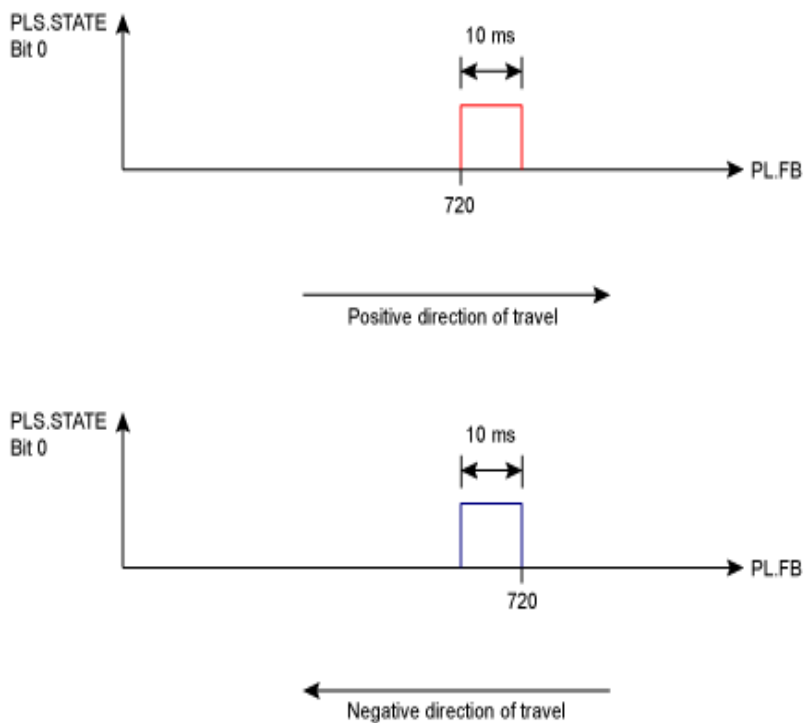 PLS.STATE
Bit 0
10 ms
PL.FB
720
Positive direction of travel
PLS.STATE
Bit 0
10 ms
PL.FB
720
Negative direction of travel